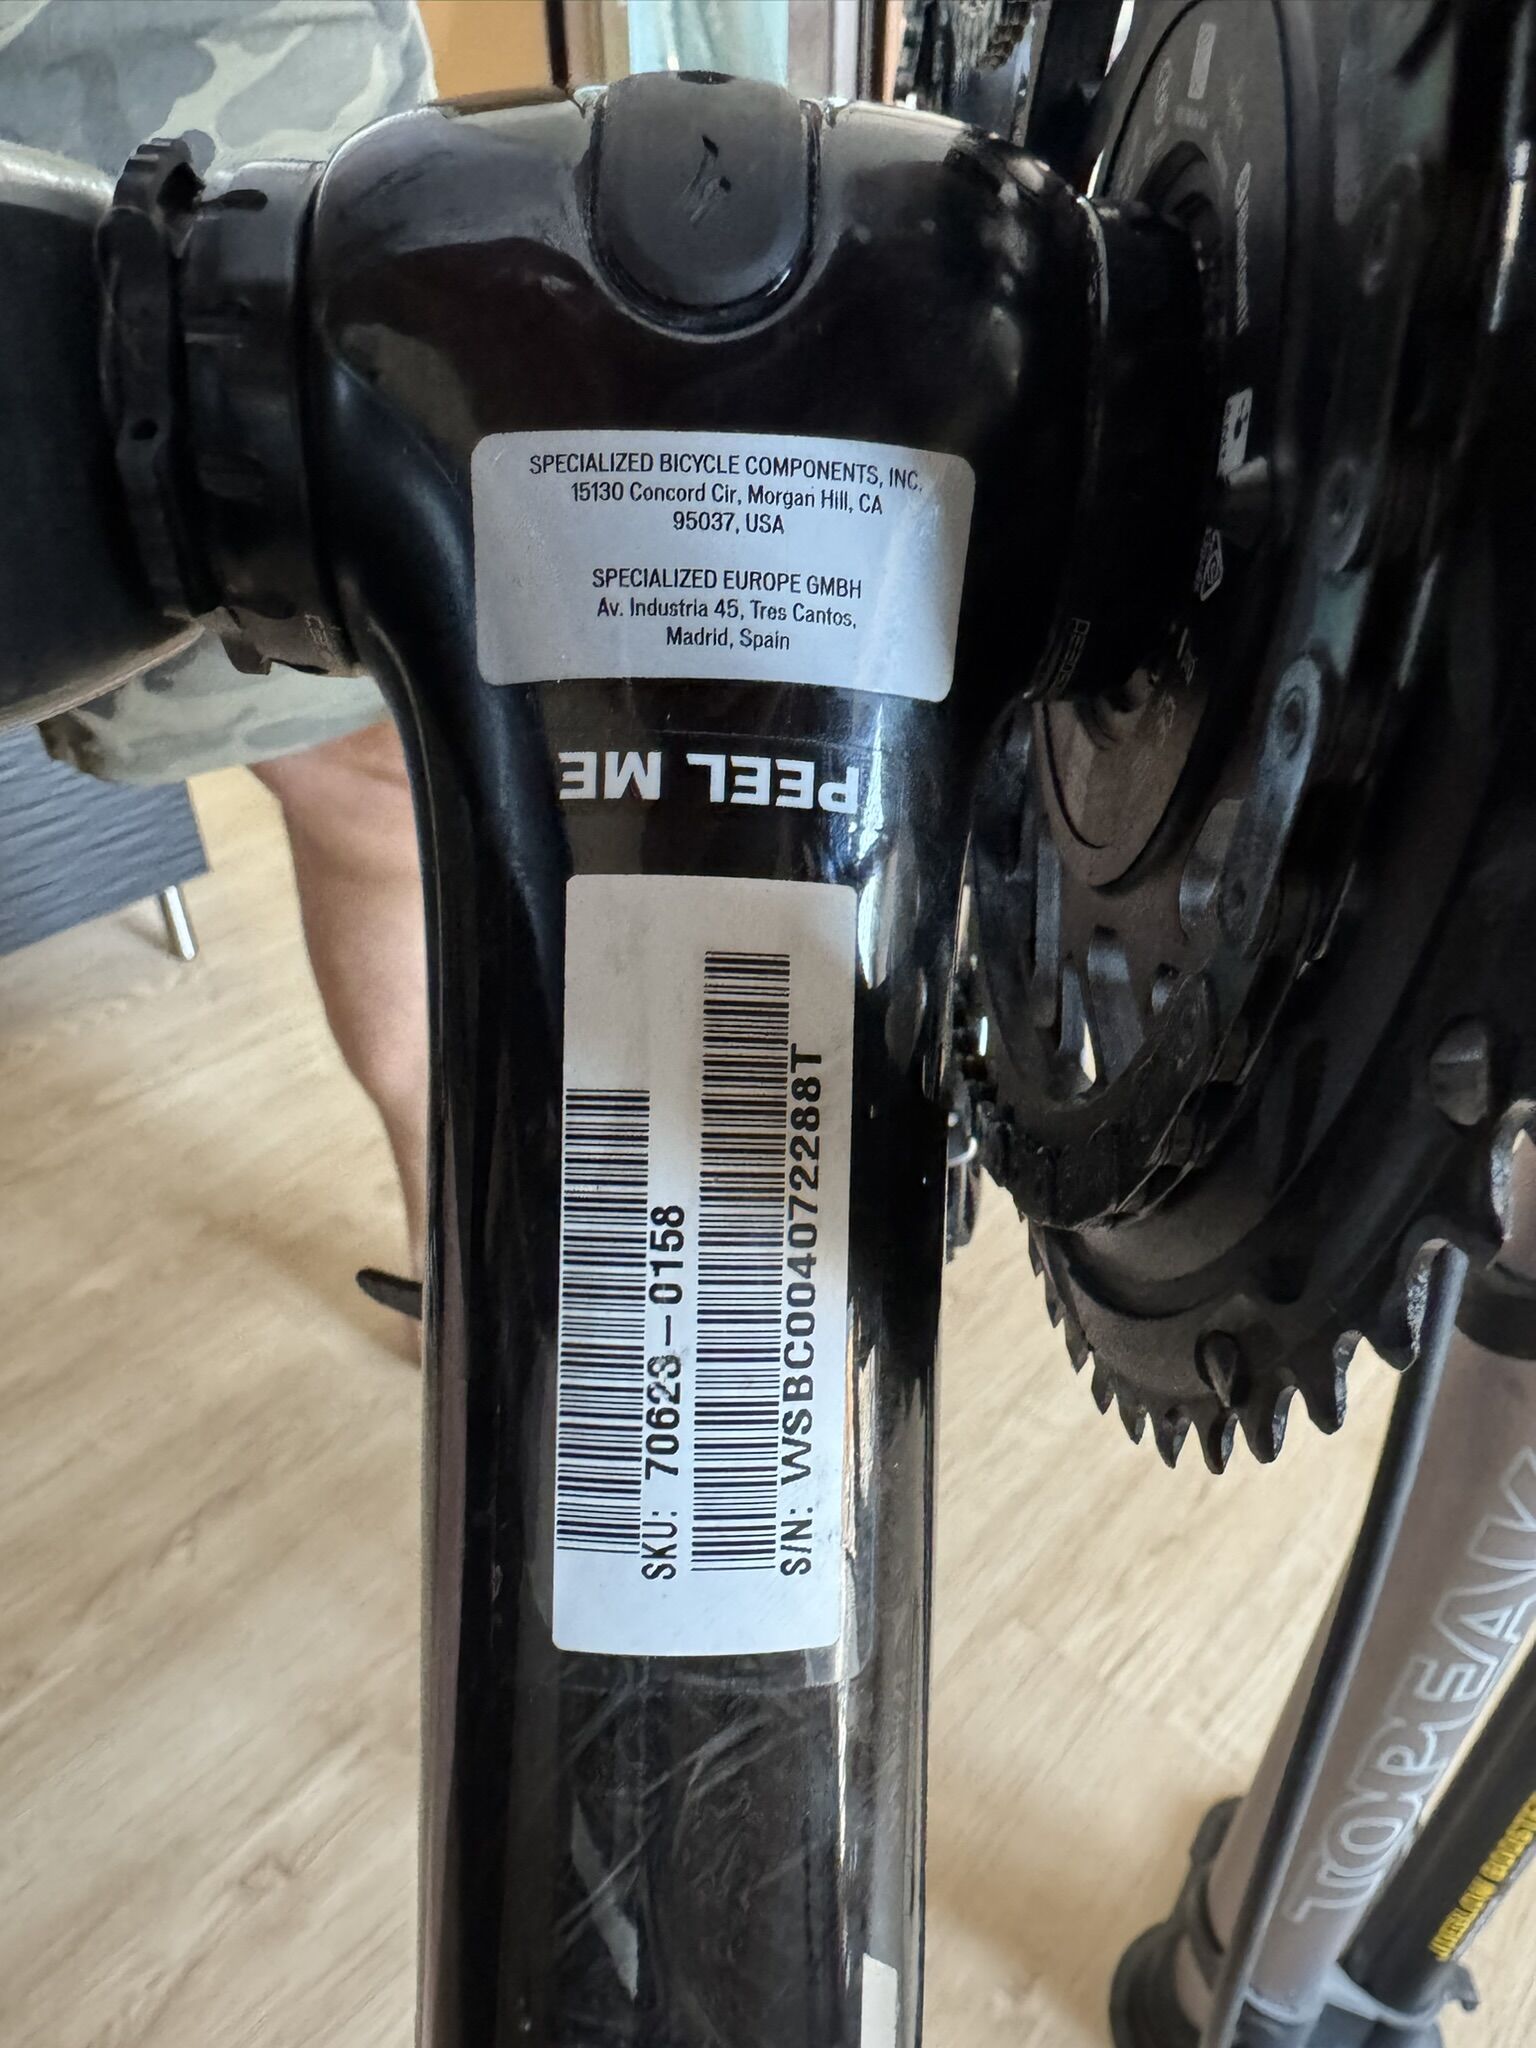 SPECIALIZED BICYCLE COMPONENTS, INC.
15130 Concord Cir, Morgan Hill, CA
95037, USA
SPECIALIZED EUROPE GMBH
Av. Industria 45, Tres Cantos,
Madrid, Spain
PEEL ME
SKU: 70623-0158
S/N: WSBC004072288T
TOPEAK